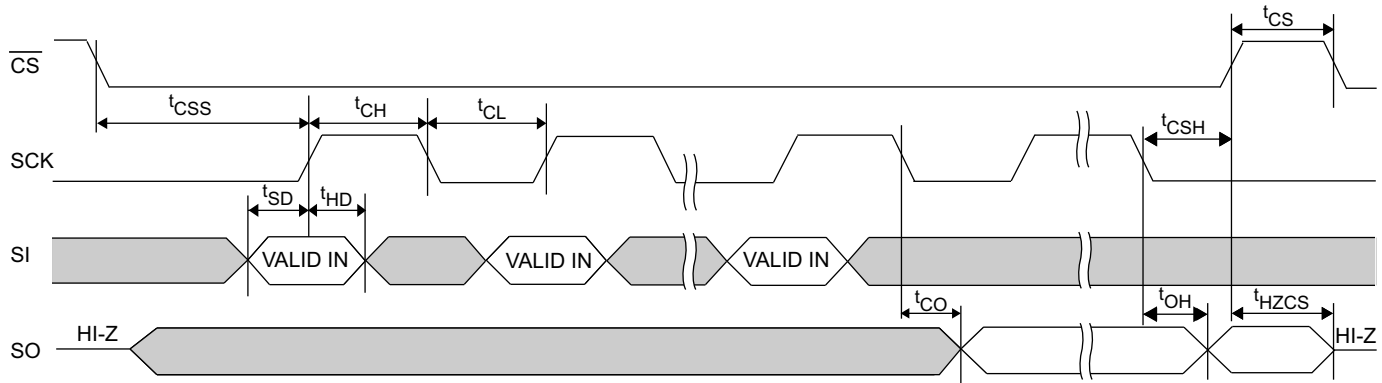 tCS
CS
tCSS
tCH
tCL
tCSH
SCK
tSD
tHD
SI
VALID IN
VALID IN
VALID IN
tCO
tOH
tHZCS
SO
HI-Z
HI-Z